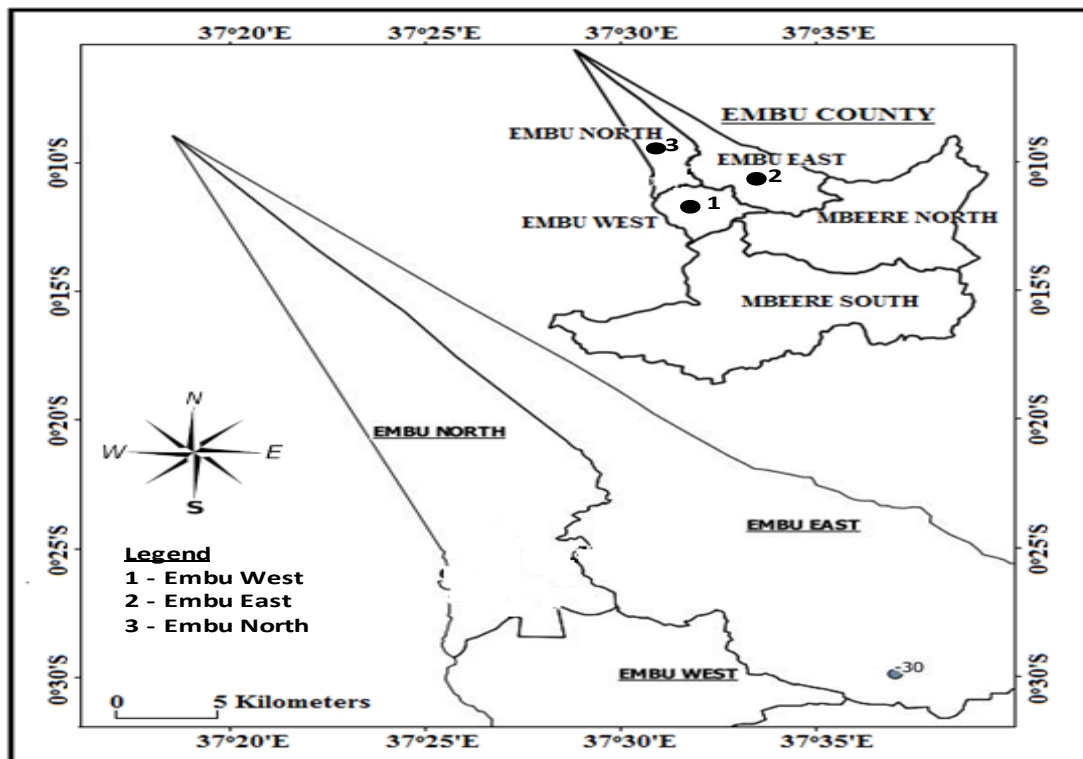 37°20'E 37°25'E 37°30'E 37°35'E
EMBU COUNTY
EMBU NORTH
3
EMBU EAST
2
1
EMBU WEST
MBEERE NORTH
MBEERE SOUTH
0°10'S 0°10'S
0°15'S 0°15'S
0°20'S 0°20'S
0°25'S 0°25'S
0°30'S 0°30'S
N
W E
S
EMBU NORTH
EMBU EAST
EMBU WEST
-30
Legend
1 - Embu West
2 - Embu East
3 - Embu North
0 5 Kilometers
37°20'E 37°25'E 37°30'E 37°35'E